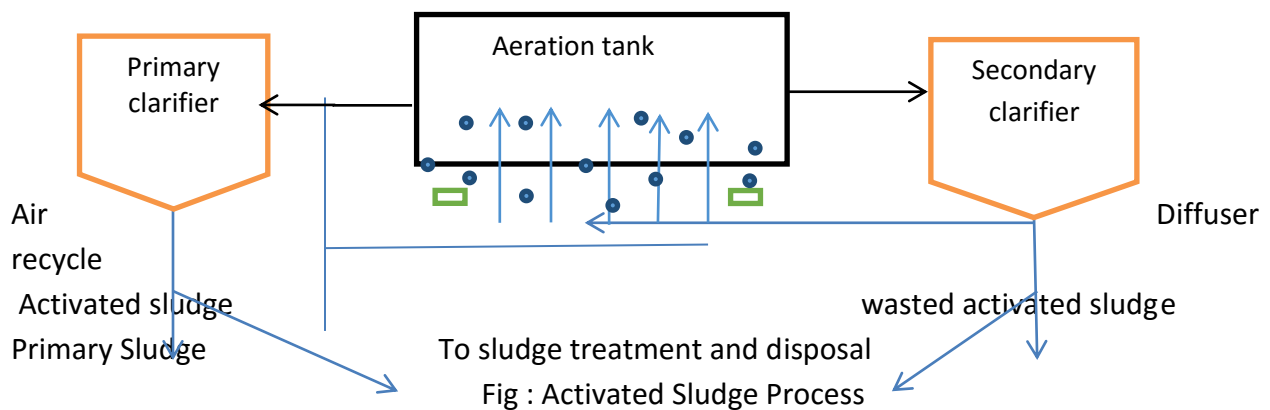 Aeration tank
Primary
clarifier
Secondary
clarifier
Air Diffuser
recycle
Activated sludge wasted activated sludge
Primary Sludge To sludge treatment and disposal
Fig : Activated Sludge Process